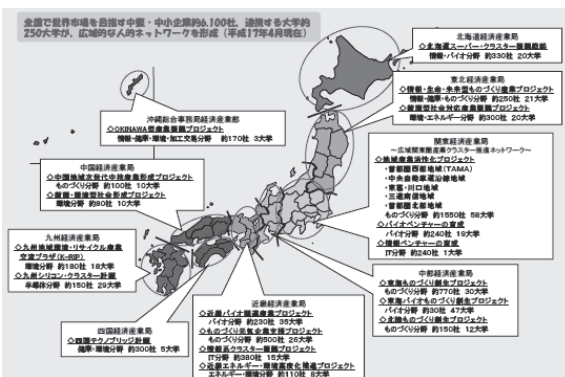 全国で世界市場を目指す中堅・中小企業約6,100社、連携する大学約
250大学が、広域的な人的ネットワークを形成（平成17年4月現在）
北海道経済産業局
◇北海道スーパー・クラスター振興戦略
情報・バイオ分野 約330社 20大学
東北経済産業局
◇情報・生命・未来型ものづくり産業プロジェクト
情報・健康・ものづくり分野 約250社 21大学
◇循環型社会対応産業振興プロジェクト
環境・エネルギー分野 約300社 20大学
沖縄総合事務局経済産業部
◇OKINAWA型産業振興プロジェクト
情報・健康・環境・加工交易分野 約170社 3大学
関東経済産業局
～広域関東圏産業クラスター推進ネットワーク～
◇地域産業活性化プロジェクト
・首都圏西部地域（TAMA）
・中央自動車道沿線地域
・東葛・川口地域
・三遠南信地域
・首都圏北部地域
ものづくり分野 約1550社 58大学
◇バイオベンチャーの育成
バイオ分野 約240社 19大学
◇情報ベンチャーの育成
IT分野 約240社 1大学
中国経済産業局
◇中国地域次世代中核産業形成プロジェクト
ものづくり分野 約100社 10大学
◇循環・環境型社会形成プロジェクト
環境分野 約80社 10大学
九州経済産業局
◇九州地域環境・リサイクル産業
交流プラザ（K-RIP）
環境分野 約180社 18大学
◇九州シリコン・クラスター計画
半導体分野 約150社 29大学
中部経済産業局
◇東海ものづくり創生プロジェクト
ものづくり分野 約770社 30大学
◇東海バイオものづくり創生プロジェクト
バイオ分野 約30社 47大学
◇北陸ものづくり創生プロジェクト
ものづくり分野 約150社 12大学
近畿経済産業局
◇近畿バイオ関連産業プロジェクト
バイオ分野 約230社 35大学
◇ものづくり元気企業支援プロジェクト
ものづくり分野 約500社 26大学
◇情報系クラスター振興プロジェクト
IT分野 約380社 15大学
◇近畿エネルギー・環境高度化推進プロジェクト
エネルギー・環境分野 約110社 8大学
四国経済産業局
◇四国テクノブリッジ計画
健康・環境分野 約300社 5大学